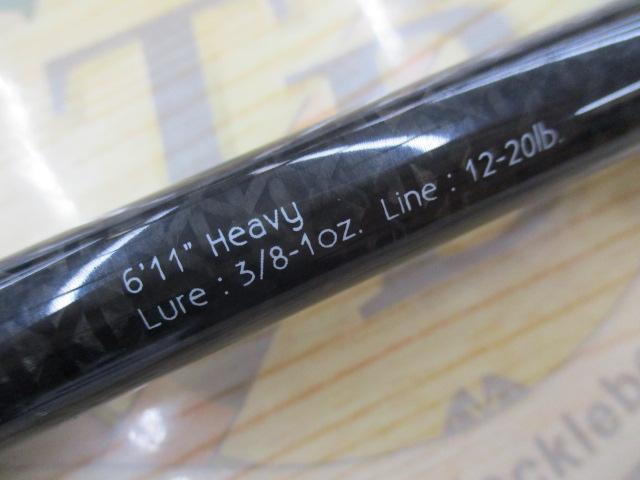 6'11" Heavy
Lure : 3/8-1oz. Line : 12-20lb.